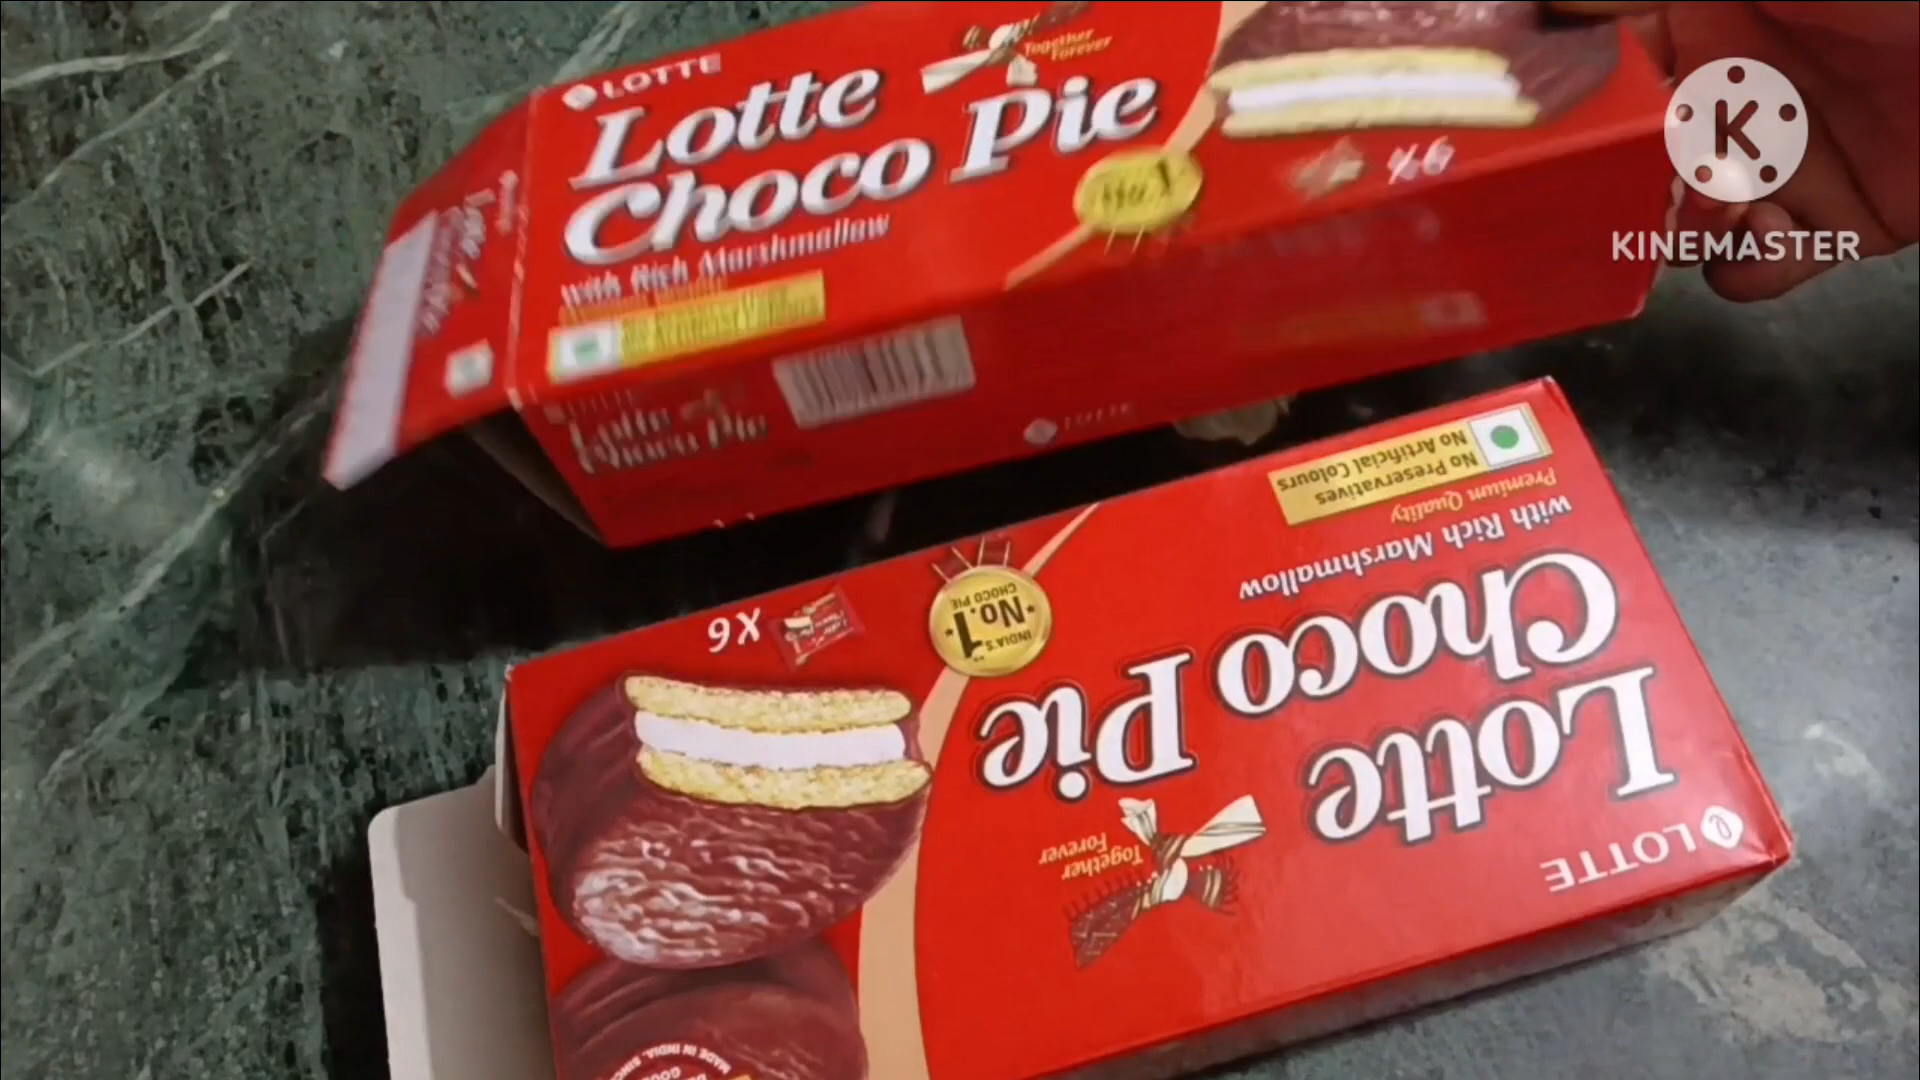 LOTTE
Together
Forever
Lotte
Choco Pie
with Rich Marshmallow
X6
Lotte
Choco Pie
LOTTE
KINEMASTER
LOTTE
Lotte
Choco Pie
Together
Forever
with Rich Marshmallow
Premium Quality
No Preservatives
No Artificial Colours
INDIA'S
No.1
CHOCO PIE
X6
MADE IN INDIA.